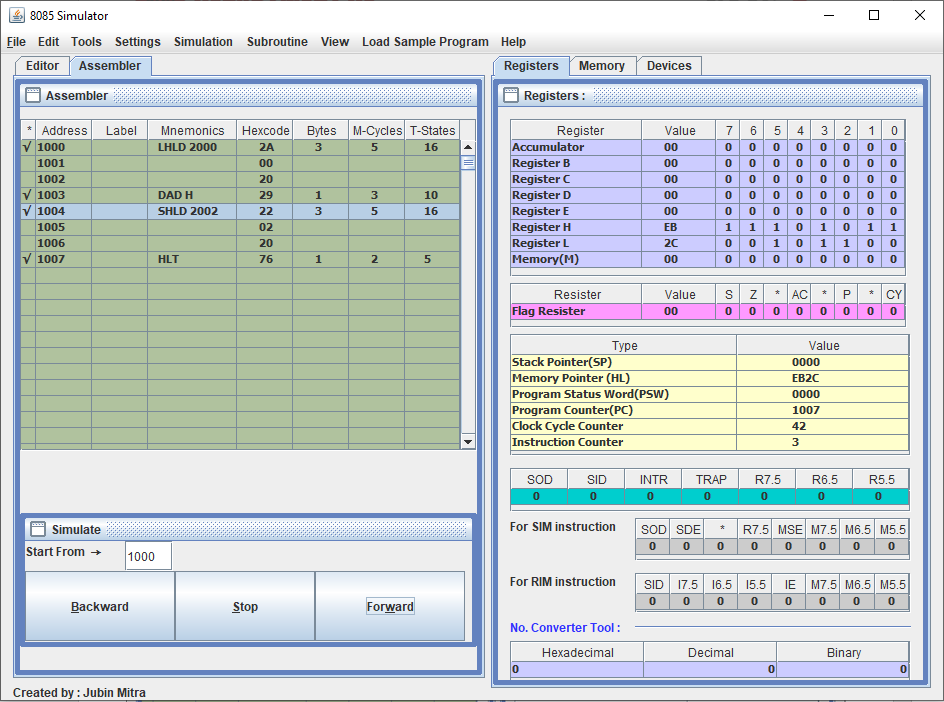 8085 Simulator
File Edit Tools Settings Simulation Subroutine View Load Sample Program Help
Editor Assembler
Assembler
* Address Label Mnemonics Hexcode Bytes M-Cycles T-States
√ 1000 LHLD 2000 2A 3 5 16
1001 00
1002 20
√ 1003 DAD H 29 1 3 10
√ 1004 SHLD 2002 22 3 5 16
1005 02
1006 20
√ 1007 HLT 76 1 2 5
Simulate
Start From → 1000
Backward Stop Forward
Created by : Jubin Mitra
Registers Memory Devices
Registers :
Register Value 7 6 5 4 3 2 1 0
Accumulator 00 0 0 0 0 0 0 0 0
Register B 00 0 0 0 0 0 0 0 0
Register C 00 0 0 0 0 0 0 0 0
Register D 00 0 0 0 0 0 0 0 0
Register E 00 0 0 0 0 0 0 0 0
Register H EB 1 1 1 0 1 0 1 1
Register L 2C 0 0 1 0 1 1 0 0
Memory(M) 00 0 0 0 0 0 0 0 0
Resister Value S Z * AC * P * CY
Flag Resister 00 0 0 0 0 0 0 0 0
Type Value
Stack Pointer(SP) 0000
Memory Pointer (HL) EB2C
Program Status Word(PSW) 0000
Program Counter(PC) 1007
Clock Cycle Counter 42
Instruction Counter 3
SOD SID INTR TRAP R7.5 R6.5 R5.5
0 0 0 0 0 0 0
For SIM instruction
SOD SDE * R7.5 MSE M7.5 M6.5 M5.5
0 0 0 0 0 0 0 0
For RIM instruction
SID I7.5 I6.5 I5.5 IE M7.5 M6.5 M5.5
0 0 0 0 0 0 0 0
No. Converter Tool :
Hexadecimal Decimal Binary
0 0 0